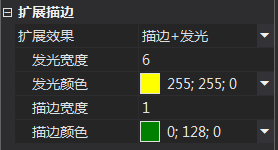 扩展描边
扩展效果 描边+发光
发光宽度 6
发光颜色 255; 255; 0
描边宽度 1
描边颜色 0; 128; 0